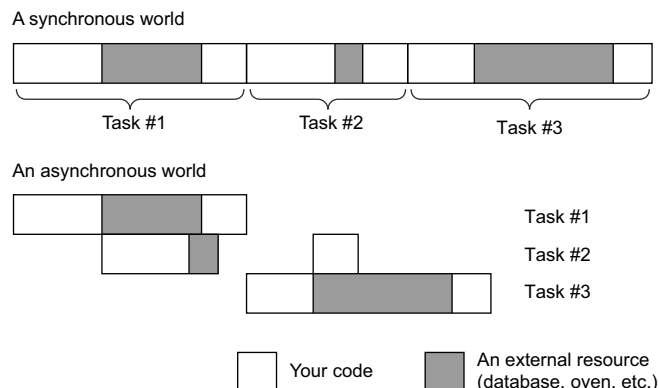 A synchronous world
Task #1
Task #2
Task #3
An asynchronous world
Task #1
Task #2
Task #3
Your code
An external resource
(database, oven, etc.)